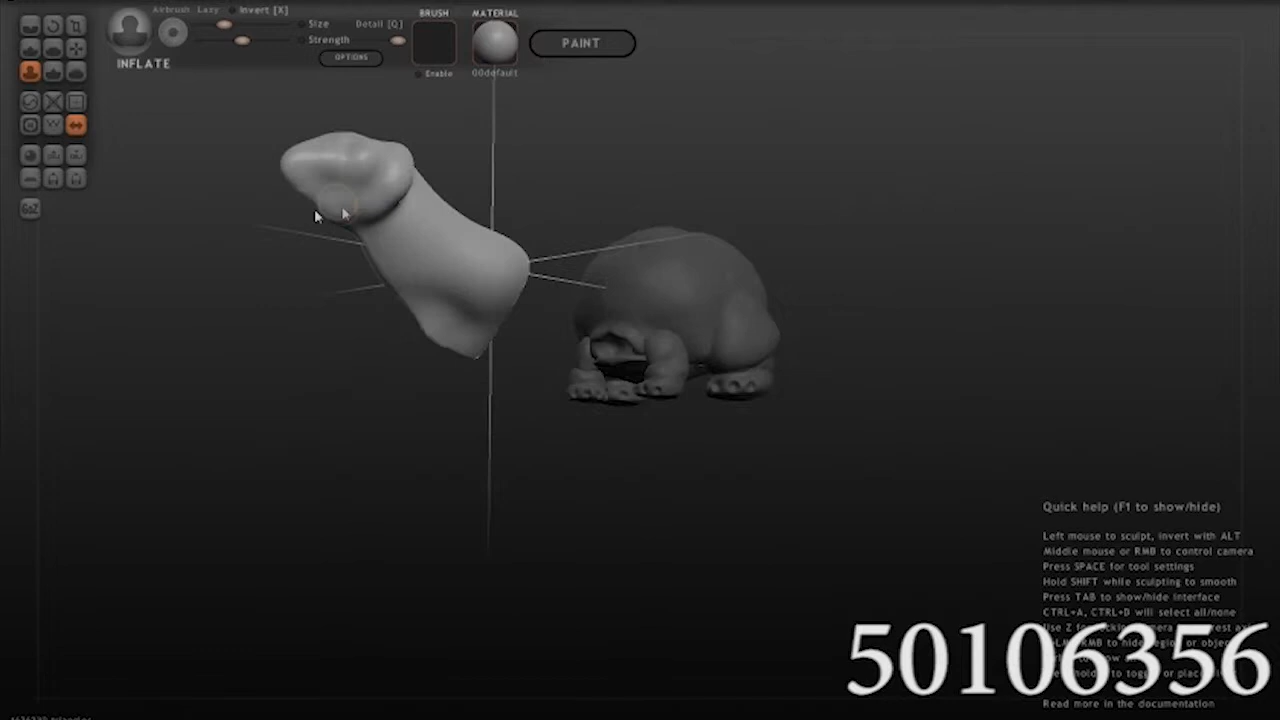 Airbrush Lazy Invert [X]
Size Detail [Q]
Strength
OPTIONS
INFLATE
BRUSH
Enable
MATERIAL
00default
PAINT
GoZ
Quick help (F1 to show/hide)
Left mouse to sculpt, invert with ALT
Middle mouse or RMB to control camera
Press SPACE for tool settings
Hold SHIFT while sculpting to smooth
Press TAB to show/hide interface
CTRL+A, CTRL+D will select all/none
50106356
Read more in the documentation